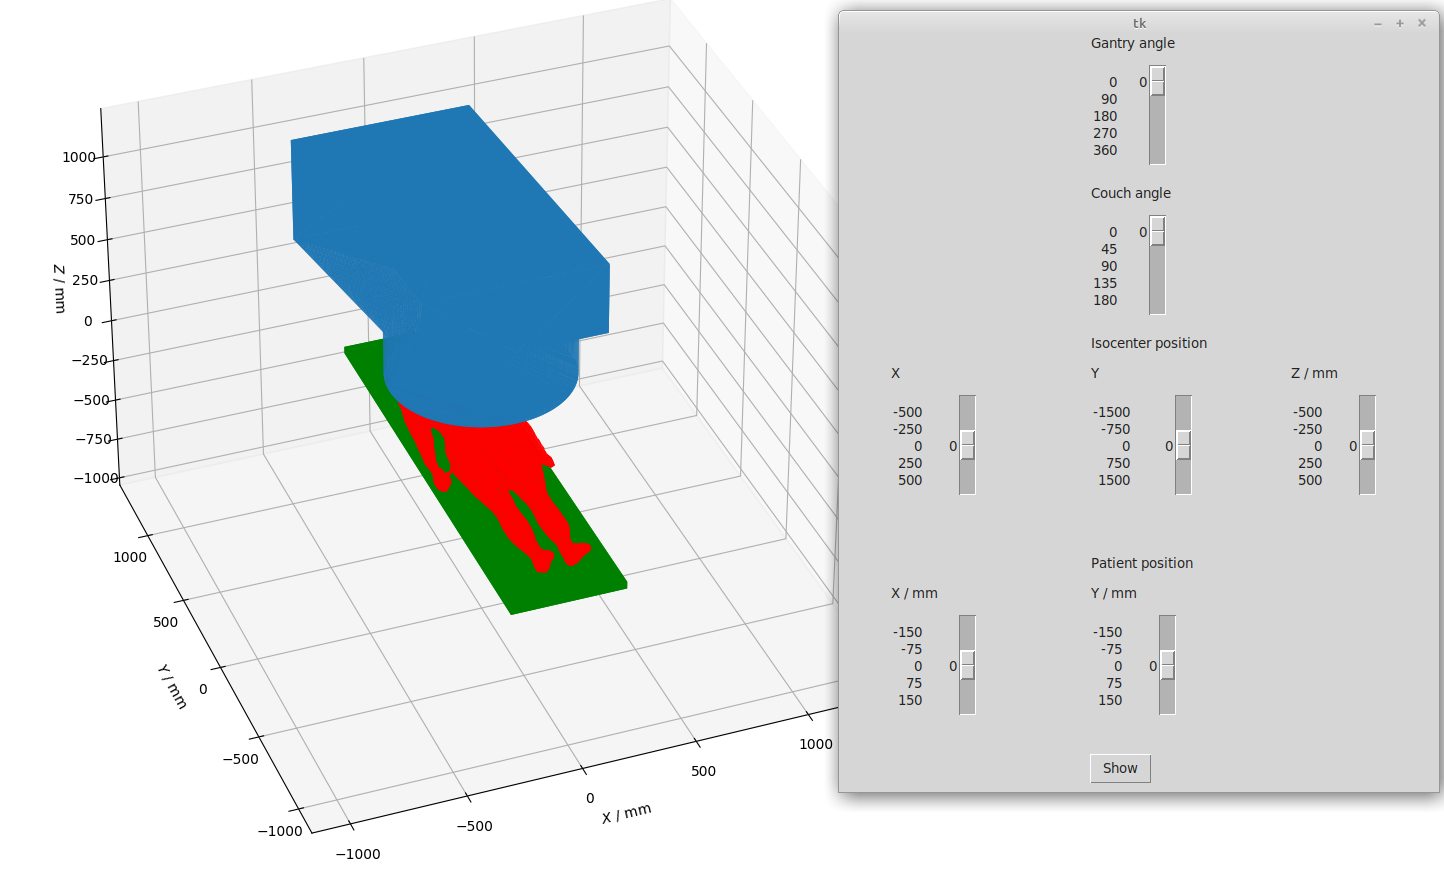 1000
750
500
250
0
−250
−500
−750
−1000
Z / mm
1000
500
0
−500
−1000
Y / mm
−1000
−500
0
500
1000
X / mm
tk
Gantry angle
0 0
90
180
270
360
Couch angle
0 0
45
90
135
180
Isocenter position
X Y Z / mm
-500 -1500 -500
-250 -750 -250
0 0 0 0 0 0
250 750 250
500 1500 500
Patient position
X / mm Y / mm
-150 -150
-75 -75
0 0 0 0
75 75
150 150
Show